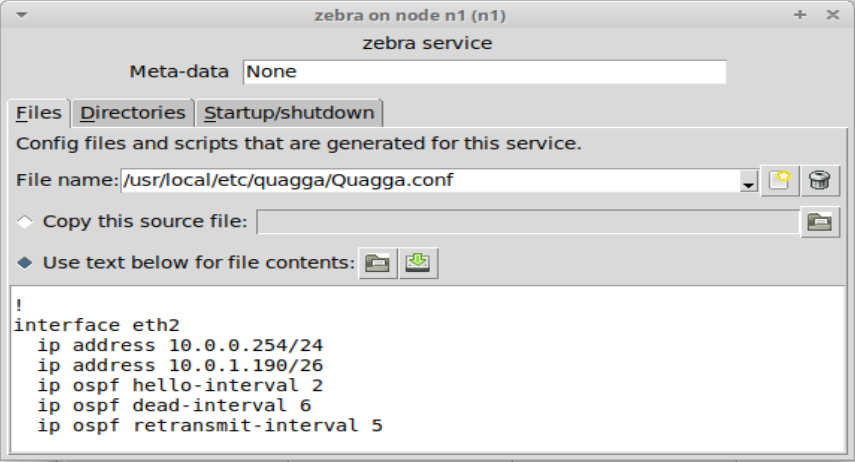 zebra on node n1 (n1)
zebra service
Meta-data None
Files Directories Startup/shutdown
Config files and scripts that are generated for this service.
File name: /usr/local/etc/quagga/Quagga.conf
Copy this source file:
Use text below for file contents:
!
interface eth2
  ip address 10.0.0.254/24
  ip address 10.0.1.190/26
  ip ospf hello-interval 2
  ip ospf dead-interval 6
  ip ospf retransmit-interval 5